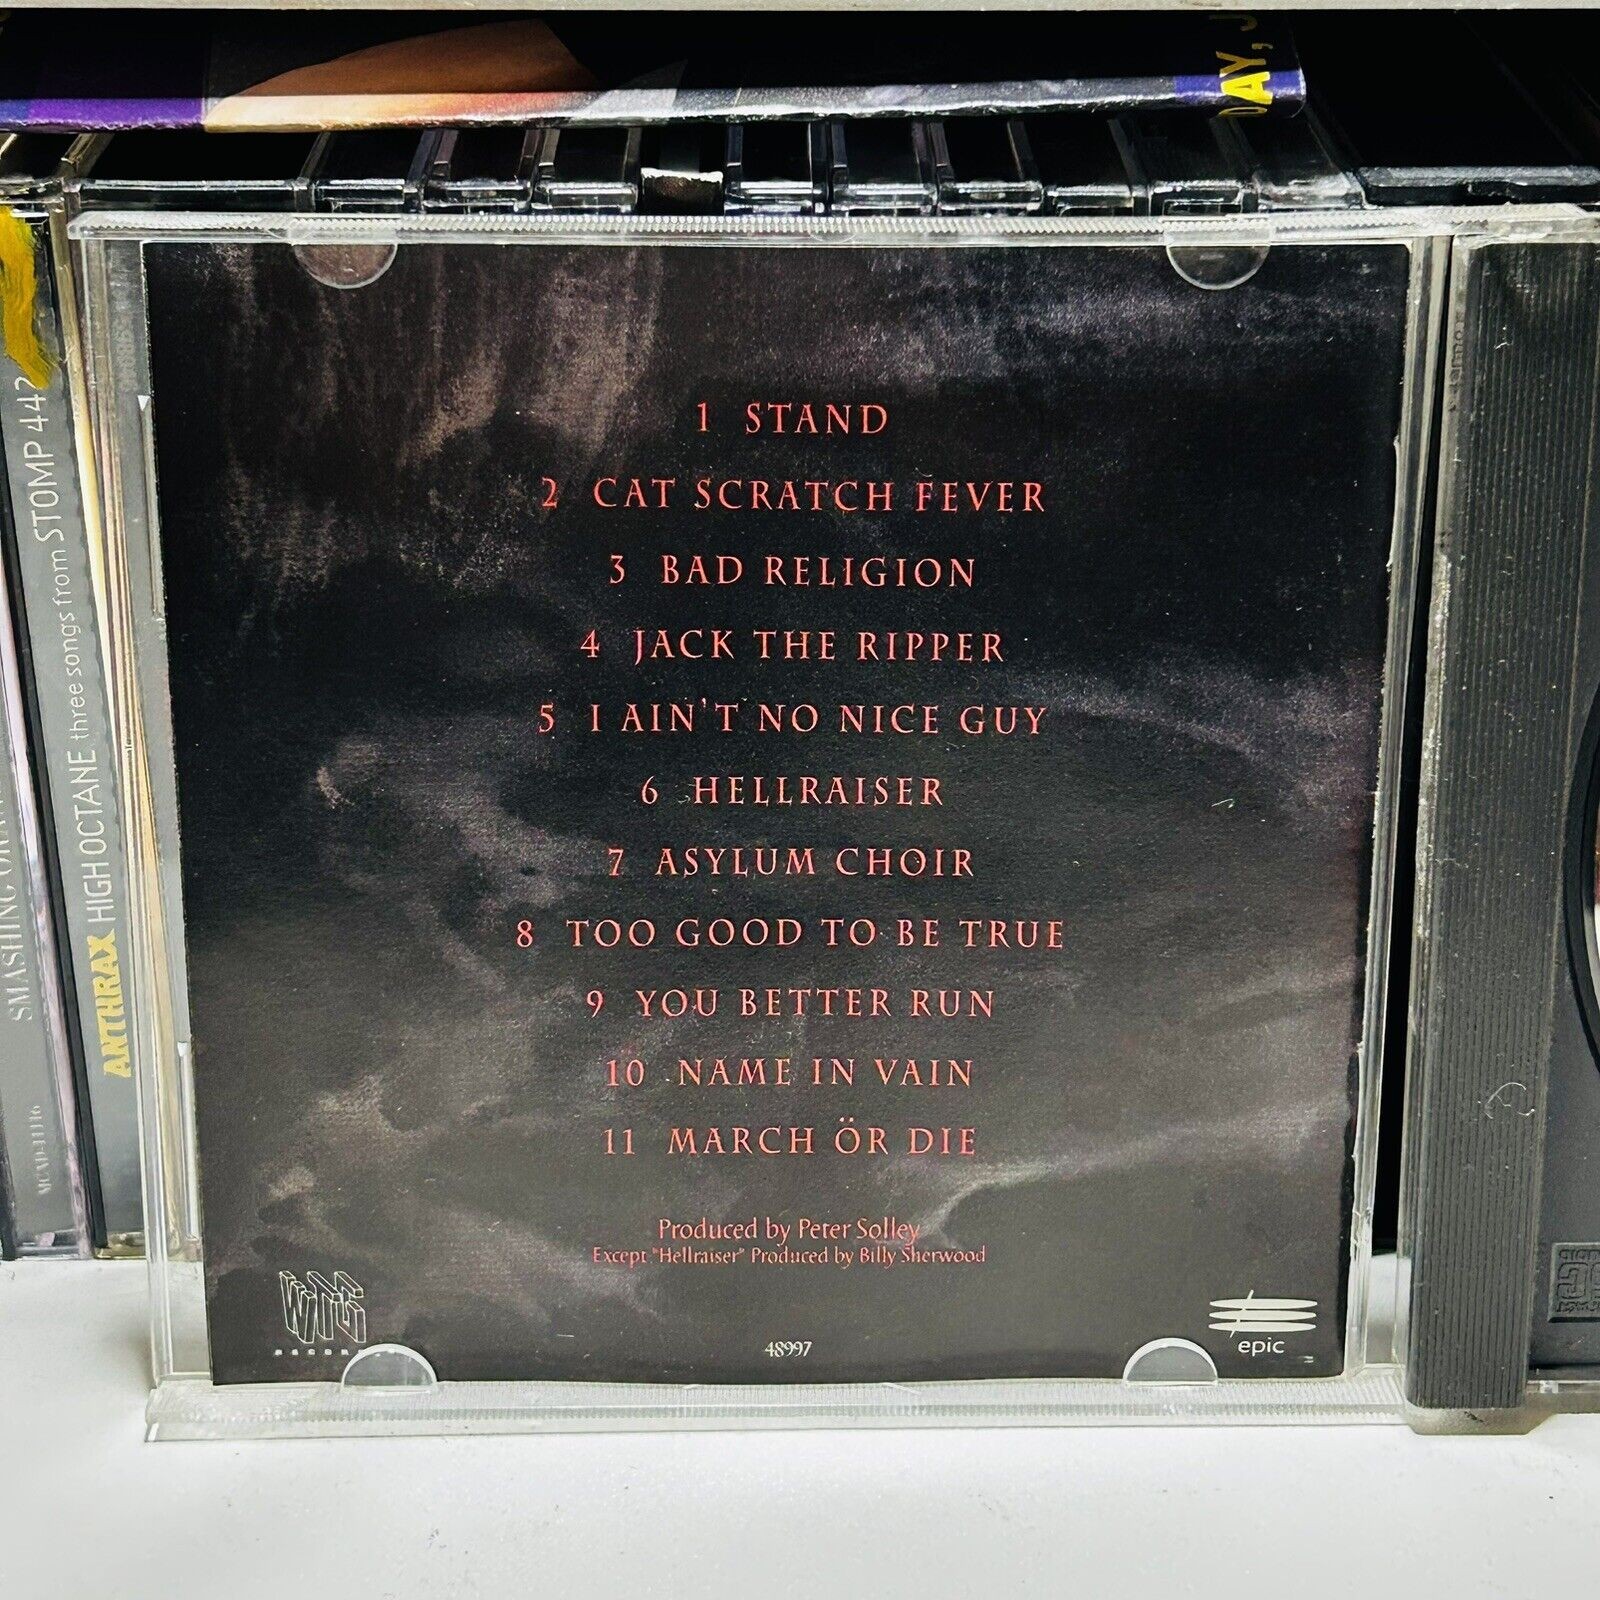 DAY, J
1 STAND
2 CAT SCRATCH FEVER
3 BAD RELIGION
4 JACK THE RIPPER
5 I AIN'T NO NICE GUY
6 HELLRAISER
7 ASYLUM CHOIR
8 TOO GOOD TO BE TRUE
9 YOU BETTER RUN
10 NAME IN VAIN
11 MARCH ÖR DIE
Produced by Peter Solley
Except "Hellraiser" Produced by Billy Sherwood
WTG
48997
epic
ANTHRAX HIGH OCTANE three songs from STOMP 442
SMASHING